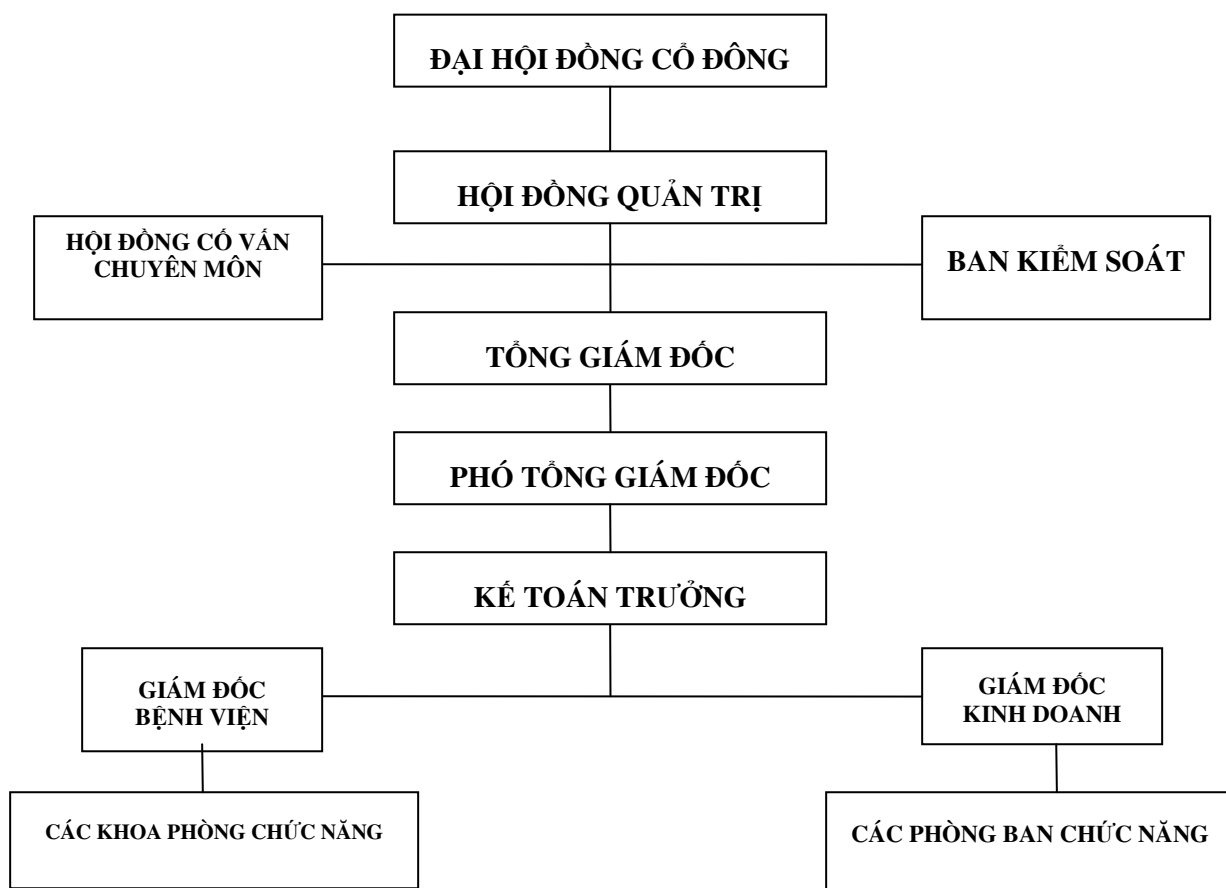 ĐẠI HỘI ĐỒNG CỔ ĐÔNG
HỘI ĐỒNG QUẢN TRỊ
HỘI ĐỒNG CỐ VẤN
CHUYÊN MÔN
BAN KIỂM SOÁT
TỔNG GIÁM ĐỐC
PHÓ TỔNG GIÁM ĐỐC
KẾ TOÁN TRƯỞNG
GIÁM ĐỐC
BỆNH VIỆN
GIÁM ĐỐC
KINH DOANH
CÁC KHOA PHÒNG CHỨC NĂNG
CÁC PHÒNG BAN CHỨC NĂNG